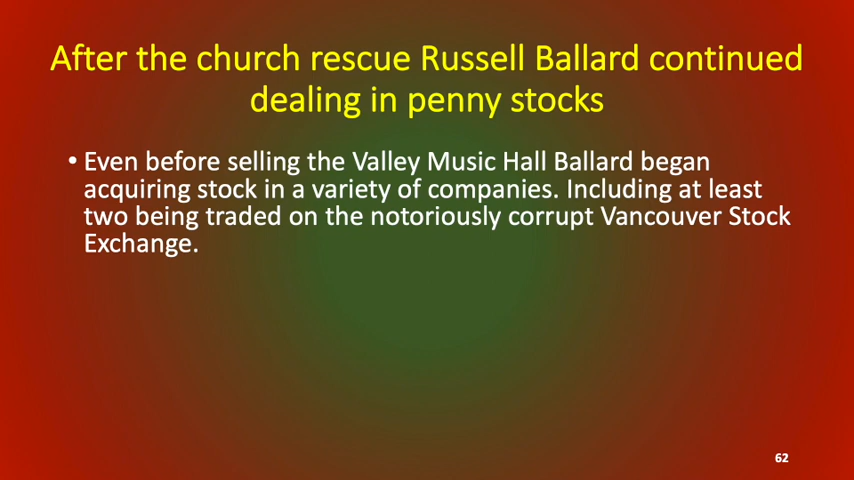 After the church rescue Russell Ballard continued
dealing in penny stocks
• Even before selling the Valley Music Hall Ballard began
acquiring stock in a variety of companies. Including at least
two being traded on the notoriously corrupt Vancouver Stock
Exchange.
62